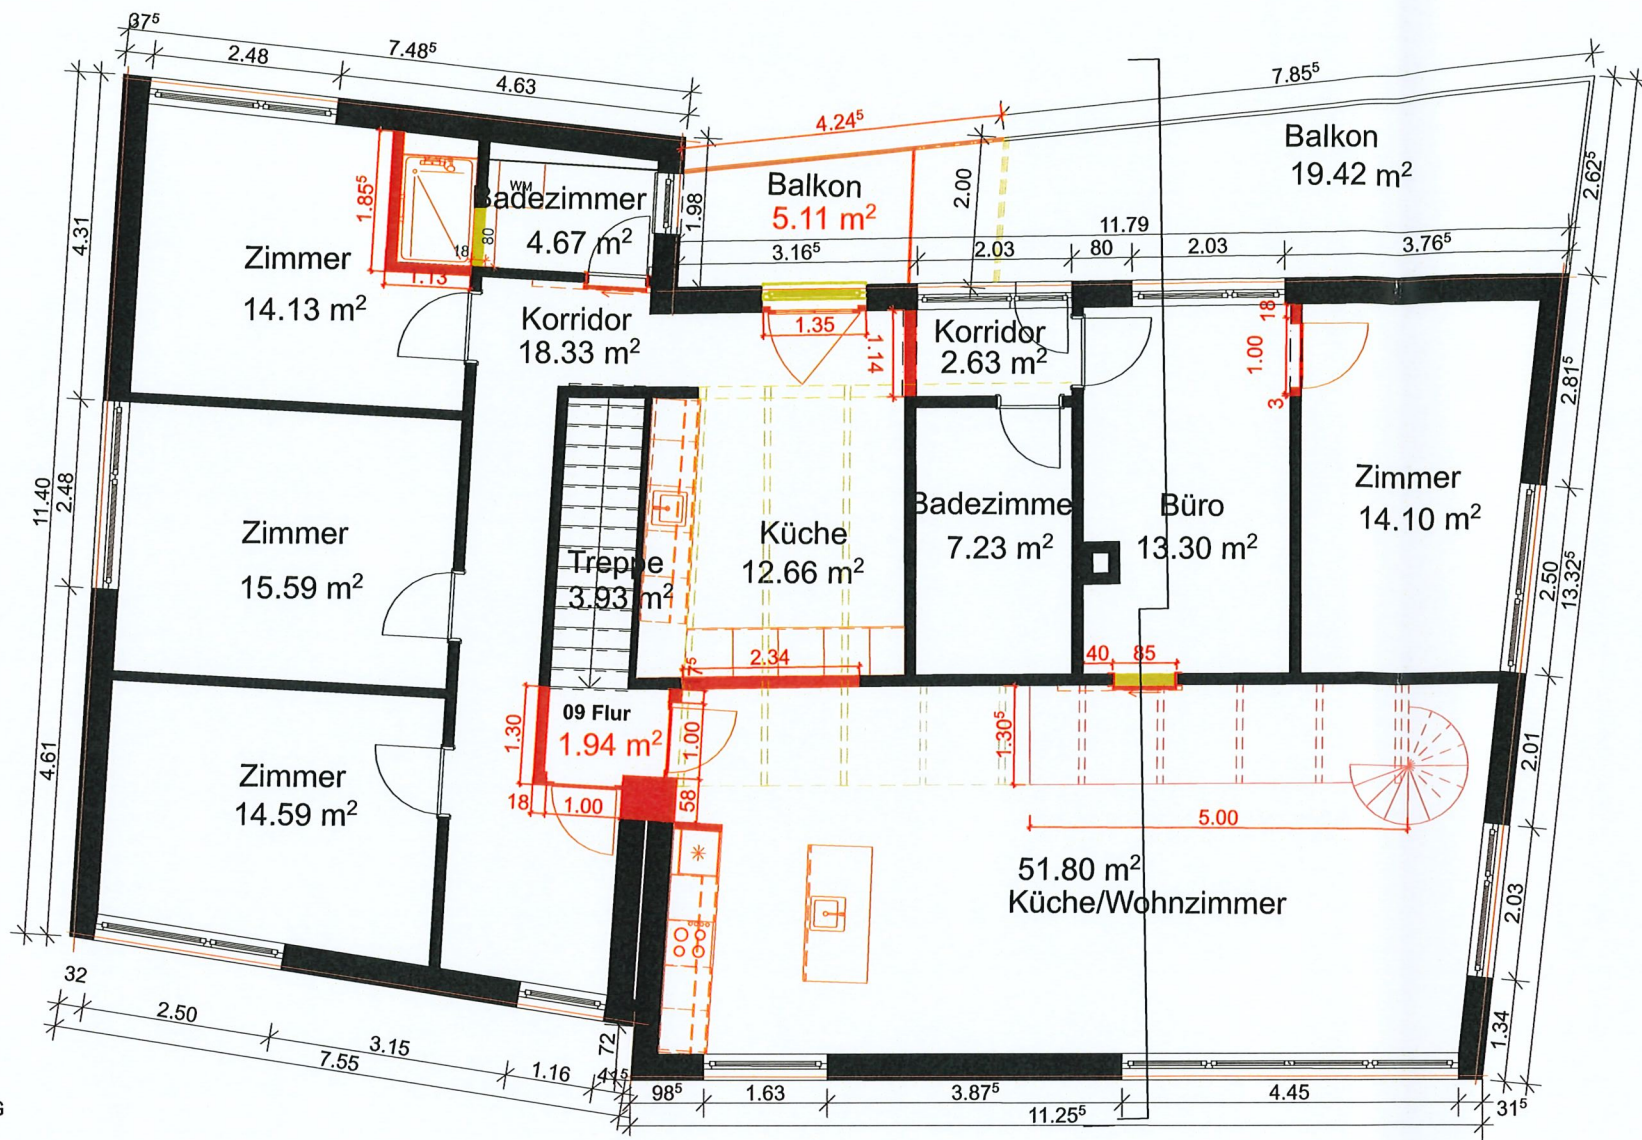 37⁵
7.48⁵
2.48
4.63
7.85⁵
4.24⁵
Balkon
19.42 m²
2.62⁵
1.85⁵
WM
Badezimmer
4.67 m²
18
80
1.98
Balkon
5.11 m²
2.00
11.79
3.16⁵
2.03
80
2.03
3.76⁵
4.31
Zimmer
14.13 m²
1.13
Korridor
18.33 m²
1.35
1.14
Korridor
2.63 m²
18
1.00
3
2.81⁵
11.40
2.48
Zimmer
15.59 m²
Treppe
3.93 m²
Küche
12.66 m²
Badezimme
7.23 m²
Büro
13.30 m²
Zimmer
14.10 m²
2.50
13.32⁵
7⁵
2.34
40
85
1.30
09 Flur
1.94 m²
1.00
1.30⁵
2.01
4.61
Zimmer
14.59 m²
18
1.00
58
5.00
51.80 m²
Küche/Wohnzimmer
2.03
1.34
32
2.50
3.15
7.55
1.16
41⁵
72
98⁵
1.63
3.87⁵
4.45
31⁵
11.25⁵
G